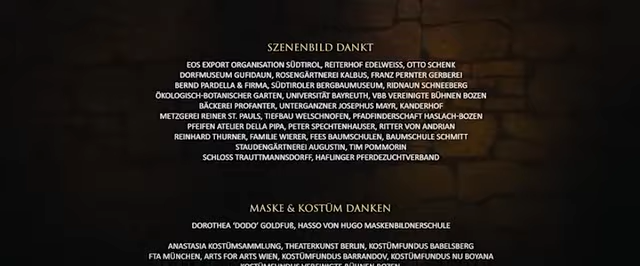 SZENENBILD DANKT
EOS EXPORT ORGANISATION SÜDTIROL, REITERHOF EDELWEISS, OTTO SCHENK
DORFMUSEUM GUFIDAUN, ROSENGÄRTNEREI KALBUS, FRANZ PERNTER GERBEREI
BERND PARDELLA & FIRMA, SÜDTIROLER BERGBAUMUSEUM, RIDNAUN SCHNEEBERG
ÖKOLOGISCH-BOTANISCHER GARTEN, UNIVERSITÄT BAYREUTH, VBB VEREINIGTE BÜHNEN BOZEN
BÄCKEREI PROFANTER, UNTERGANZNER JOSEPHUS MAYR, KANDERHOF
METZGEREI REINER ST. PAULS, TIEFBAU WELSCHNOFEN, PFADFINDERSCHAFT HASLACH-BOZEN
PFEIFEN ATELIER DELLA PIPA, PETER SPECHTENHAUSER, RITTER VON ANDRIAN
REINHARD THURNER, FAMILIE WIERER, FEES BAUMSCHULEN, BAUMSCHULE SCHMITT
STAUDENGÄRTNEREI AUGUSTIN, TIM POMMORIN
SCHLOSS TRAUTTMANNSDORFF, HAFLINGER PFERDEZUCHTVERBAND
MASKE & KOSTÜM DANKEN
DOROTHEA 'DODO' GOLDFUß, HASSO VON HUGO MASKENBILDNERSCHULE
ANASTASIA KOSTÜMSAMMLUNG, THEATERKUNST BERLIN, KOSTÜMFUNDUS BABELSBERG
FTA MÜNCHEN, ARTS FOR ARTS WIEN, KOSTÜMFUNDUS BARRANDOV, KOSTÜMFUNDUS NU BOYANA
KOSTÜMFUNDUS VEREINIGTE BÜHNEN BOZEN